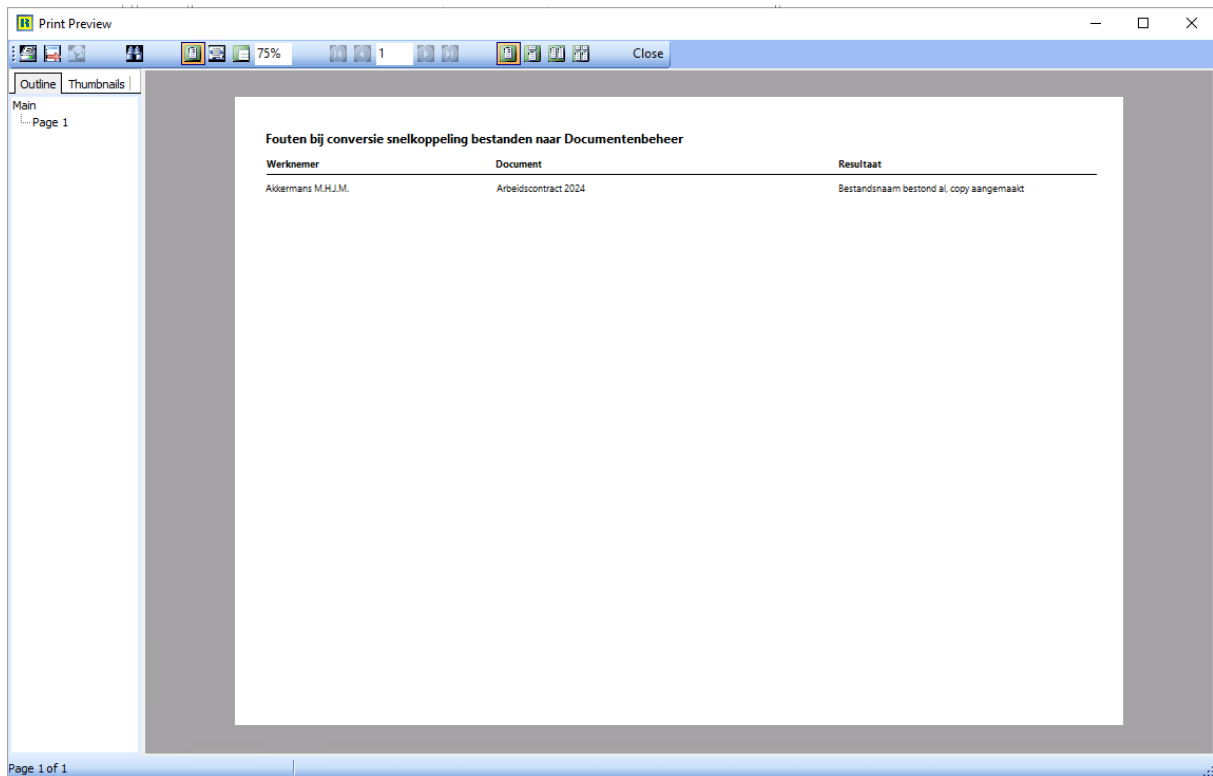 Print Preview
75%
1
Close
Outline Thumbnails
Main
Page 1
Fouten bij conversie snelkoppeling bestanden naar Documentenbeheer
Werknemer Document Resultaat
Akkermans M.H.J.M. Arbeidscontract 2024 Bestandsnaam bestond al, copy aangemaakt
Page 1 of 1